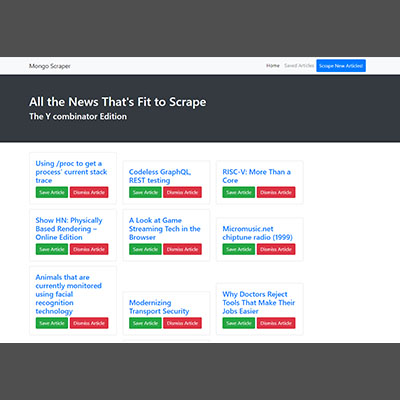 Mongo Scraper
Home Saved Articles Scrape New Articles!
All the News That's Fit to Scrape
The Y combinator Edition
Using /proc to get a
process' current stack
trace
Save Article Dismiss Article
Codeless GraphQL,
REST testing
Save Article Dismiss Article
RISC-V: More Than a
Core
Save Article Dismiss Article
Show HN: Physically
Based Rendering –
Online Edition
Save Article Dismiss Article
A Look at Game
Streaming Tech in the
Browser
Save Article Dismiss Article
Micromusic.net
chiptune radio (1999)
Save Article Dismiss Article
Animals that are
currently monitored
using facial
recognition
technology
Save Article Dismiss Article
Modernizing
Transport Security
Save Article Dismiss Article
Why Doctors Reject
Tools That Make Their
Jobs Easier
Save Article Dismiss Article